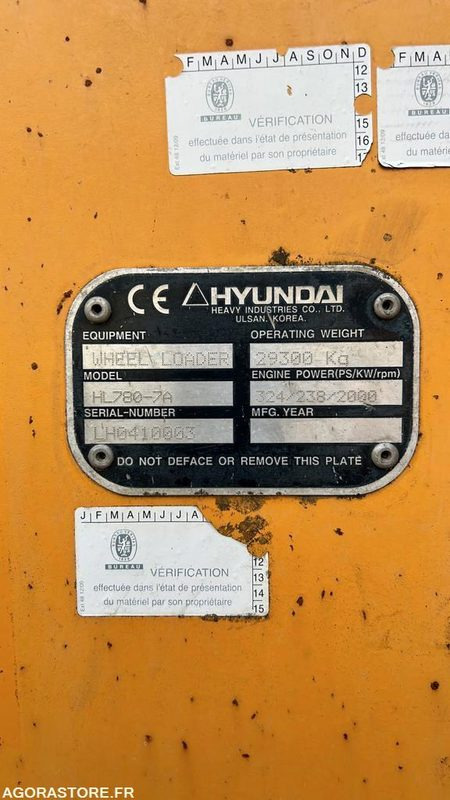 F M A M J J A S O N D
12
13
15
16
BUREAU
VÉRIFICATION
effectuée dans l'état de présentation
du matériel par son propriétaire
F M A M
BUREAU
effectuée dans
du matériel
CE HYUNDAI
HEAVY INDUSTRIES CO., LTD.
ULSAN, KOREA.
EQUIPMENT OPERATING WEIGHT
WHEEL LOADER 29300 Kg
MODEL ENGINE POWER(PS/KW/rpm)
HL780-7A 324/238/2000
SERIAL-NUMBER MFG. YEAR
LH0410003
DO NOT DEFACE OR REMOVE THIS PLATE
J F M A M J J A
12
13
14
15
BUREAU
VÉRIFICATION
effectuée dans l'état de présentation
du matériel par son propriétaire
AGORASTORE.FR